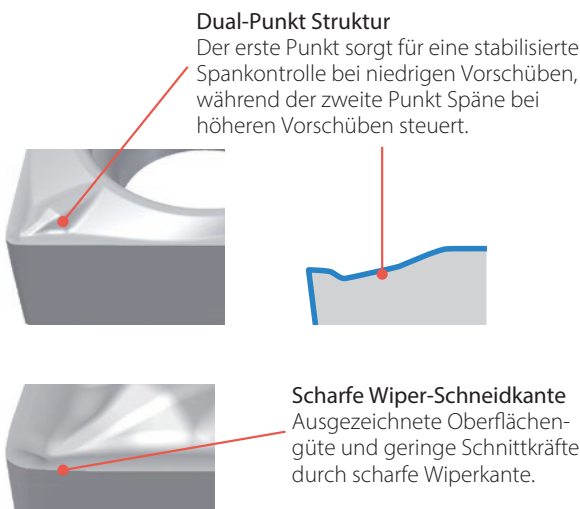 Dual-Punkt Struktur
Der erste Punkt sorgt für eine stabilisierte
Spankontrolle bei niedrigen Vorschüben,
während der zweite Punkt Späne bei
höheren Vorschüben steuert.
Scharfe Wiper-Schneidkante
Ausgezeichnete Oberflächen-
güte und geringe Schnittkräfte
durch scharfe Wiperkante.